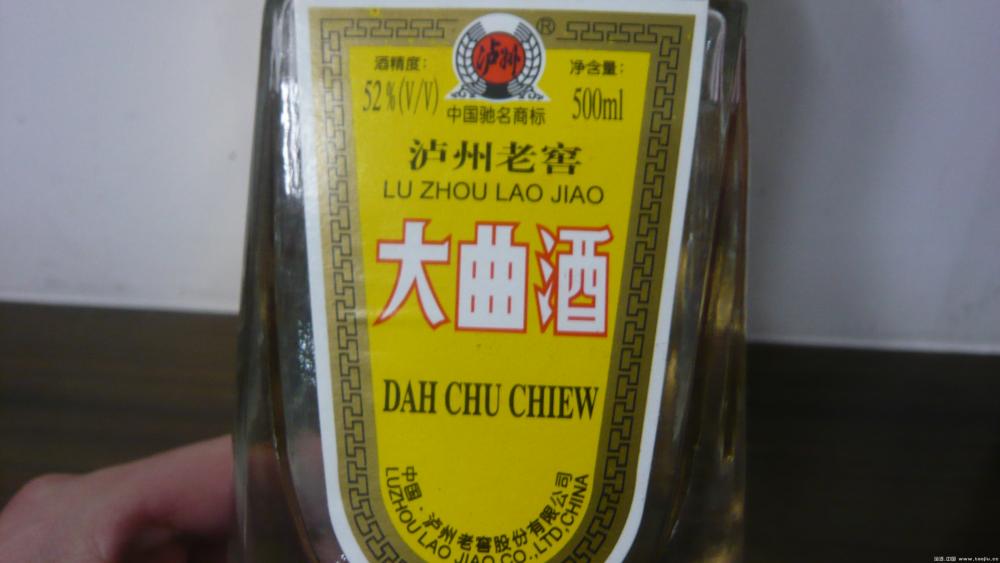 泸州
®
酒精度:
52%(V/V)
净含量:
500ml
中国驰名商标
泸州老窖
LU ZHOU LAO JIAO
大曲酒
DAH CHU CHIEW
中国·泸州老窖股份有限公司
LUZHOU LAO JIAO CO.,LTD,CHINA